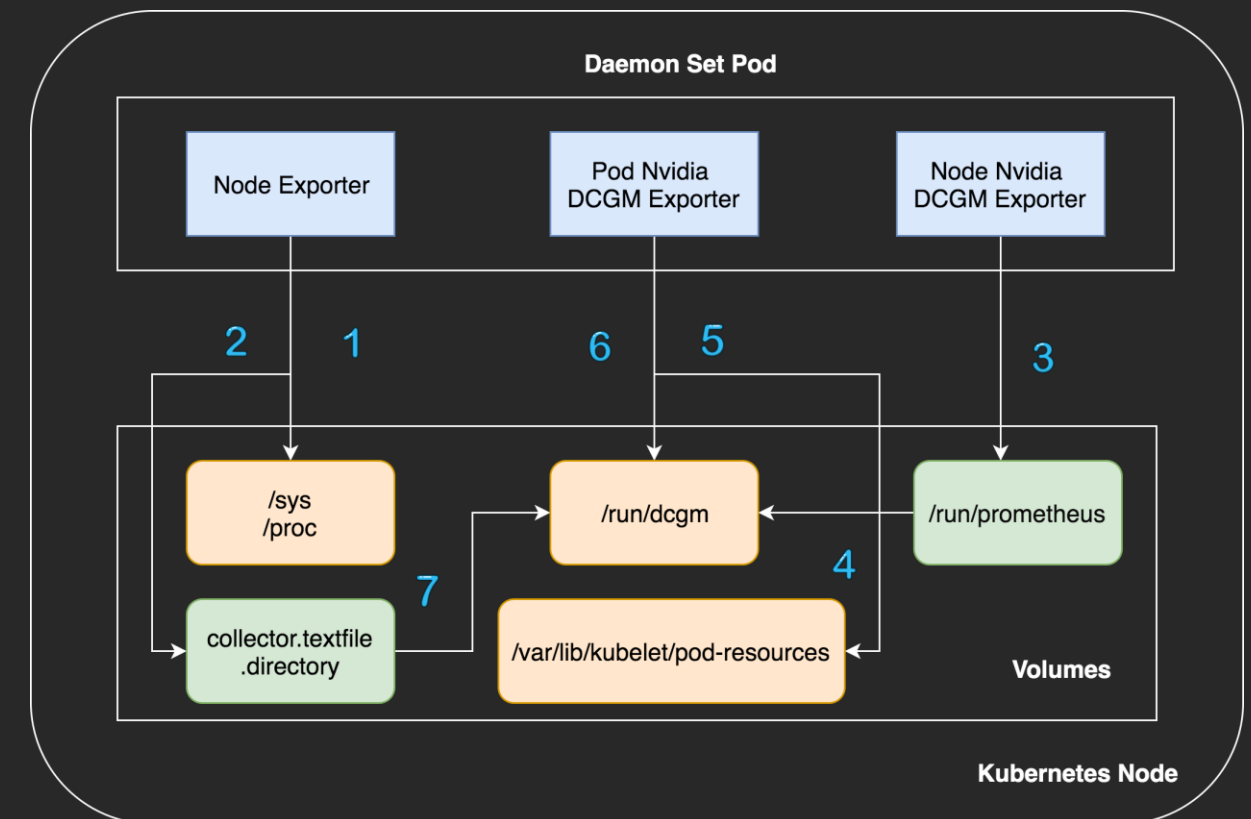 Daemon Set Pod
Node Exporter
Pod Nvidia
DCGM Exporter
Node Nvidia
DCGM Exporter
2
1
6
5
3
/sys
/proc
/run/dcgm
/run/prometheus
4
7
collector.textfile
.directory
/var/lib/kubelet/pod-resources
Volumes
Kubernetes Node